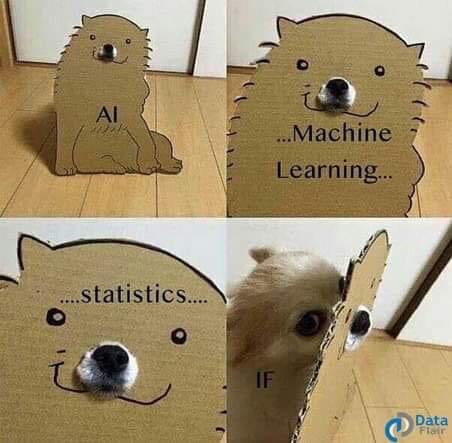 AI
...Machine
Learning...
....statistics....
IF
Data
Flair